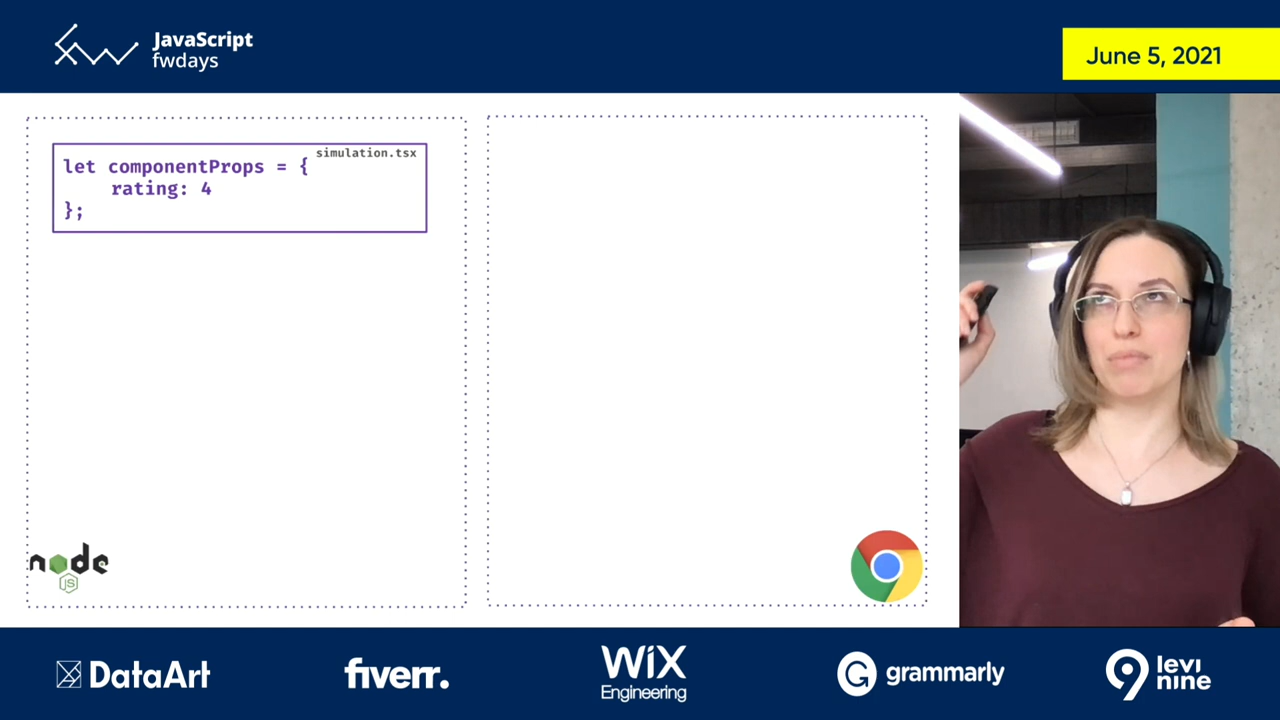 JavaScript
fwdays
June 5, 2021
simulation.tsx
let componentProps = {
rating: 4
};
node
JS
DataArt
fiverr.
WiX
Engineering
G grammarly
9 levi
nine